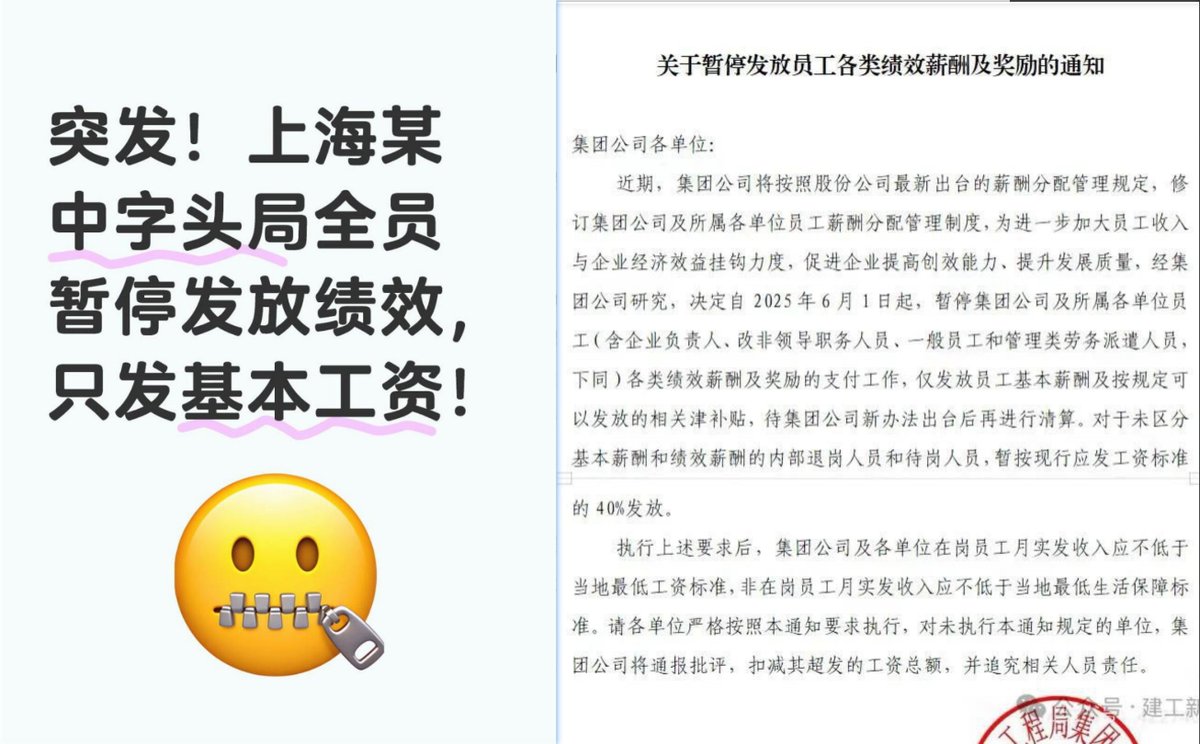 突发！上海某
中字头局全员
暂停发放绩效，
只发基本工资！
关于暂停发放员工各类绩效薪酬及奖励的通知
集团公司各单位：
近期，集团公司将按照股份公司最新出台的薪酬分配管理规定，修
订集团公司及所属各单位员工薪酬分配管理制度，为进一步加大员工收入
与企业经济效益挂钩力度，促进企业提高创效能力、提升发展质量，经集
团公司研究，决定自 2025 年 6 月 1 日起，暂停集团公司及所属各单位员
工（含企业负责人、改非领导职务人员、一般员工和管理类劳务派遣人员，
下同）各类绩效薪酬及奖励的支付工作，仅发放员工基本薪酬及按规定可
以发放的相关津补贴，待集团公司新办法出台后再进行清算。对于未区分
基本薪酬和绩效薪酬的内部退岗人员和待岗人员，暂按现行应发工资标准
的 40%发放。
执行上述要求后，集团公司及各单位在岗员工月实发收入应不低于
当地最低工资标准，非在岗员工月实发收入应不低于当地最低生活保障标
准。请各单位严格按照本通知要求执行，对未执行本通知规定的单位，集
团公司将通报批评，扣减其超发的工资总额，并追究相关人员责任。
公众号·建工新
工程局集团